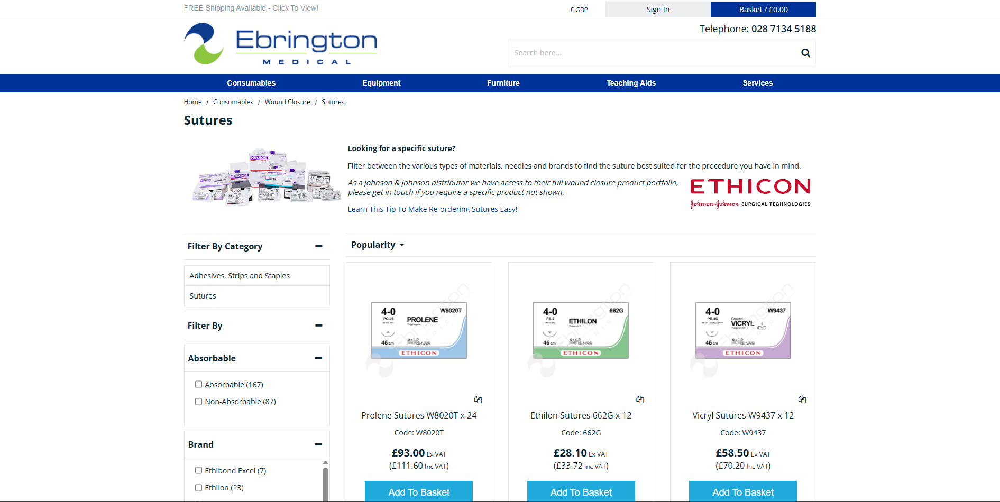 FREE Shipping Available - Click To View!
£ GBP
Sign In
Basket / £0.00
Ebrington
MEDICAL
Telephone: 028 7134 5188
Search here...
Consumables
Equipment
Furniture
Teaching Aids
Services
Home / Consumables / Wound Closure / Sutures
Sutures
Looking for a specific suture?
Filter between the various types of materials, needles and brands to find the suture best suited for the procedure you have in mind.
As a Johnson & Johnson distributor we have access to their full wound closure product portfolio,
please get in touch if you require a specific product not shown.
Learn This Tip To Make Re-ordering Sutures Easy!
ETHICON
Johnson & Johnson SURGICAL TECHNOLOGIES
Filter By Category
Adhesives, Strips and Staples
Sutures
Filter By
Absorbable
Absorbable (167)
Non-Absorbable (87)
Brand
Ethibond Excel (7)
Ethilon (23)
Popularity
4-0
W8020T
PC-25
PROLENE
45 cm
ETHICON
Prolene Sutures W8020T x 24
Code: W8020T
£93.00 Ex VAT
(£111.60 Inc VAT)
Add To Basket
4-0
662G
FS-2
ETHILON
45 cm
ETHICON
Ethilon Sutures 662G x 12
Code: 662G
£28.10 Ex VAT
(£33.72 Inc VAT)
Add To Basket
4-0
W9437
PS-4C
Coated
VICRYL
45 cm
ETHICON
Vicryl Sutures W9437 x 12
Code: W9437
£58.50 Ex VAT
(£70.20 Inc VAT)
Add To Basket